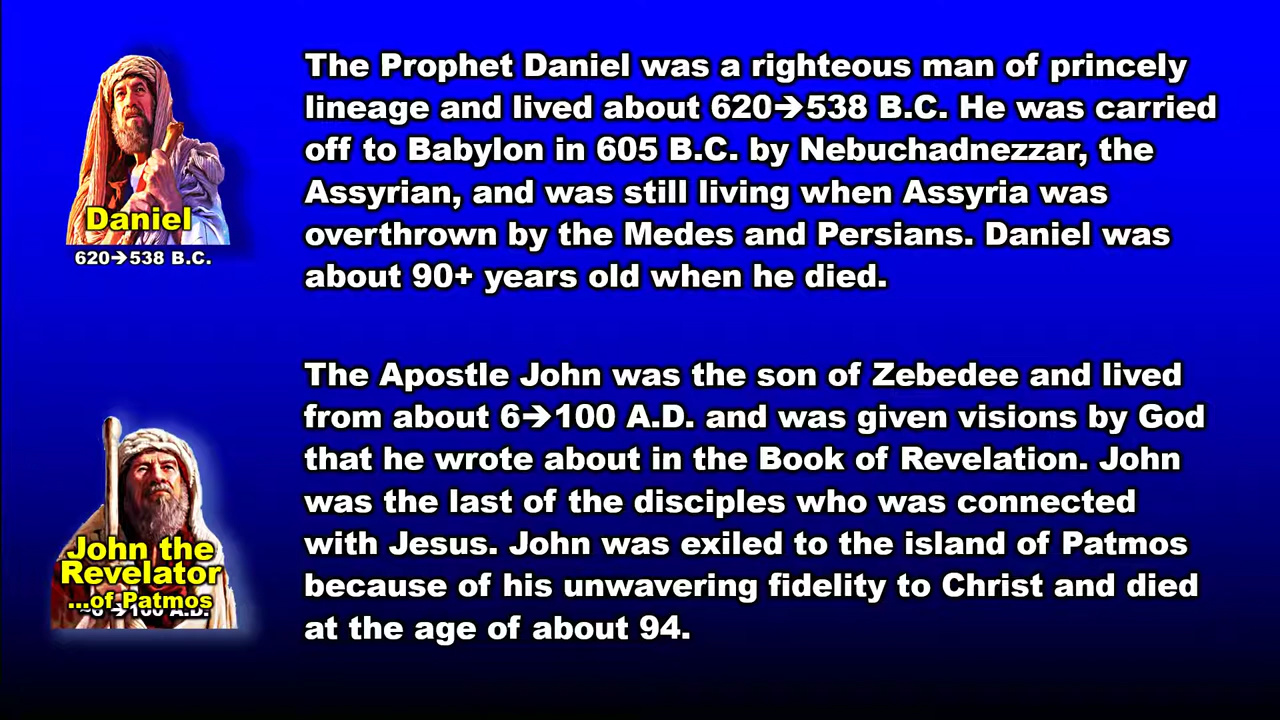 The Prophet Daniel was a righteous man of princely
lineage and lived about 620➔538 B.C. He was carried
off to Babylon in 605 B.C. by Nebuchadnezzar, the
Assyrian, and was still living when Assyria was
overthrown by the Medes and Persians. Daniel was
about 90+ years old when he died.
Daniel
620➔538 B.C.
The Apostle John was the son of Zebedee and lived
from about 6➔100 A.D. and was given visions by God
that he wrote about in the Book of Revelation. John
was the last of the disciples who was connected
with Jesus. John was exiled to the island of Patmos
because of his unwavering fidelity to Christ and died
at the age of about 94.
John the
Revelator
...of Patmos
➔100 A.D.